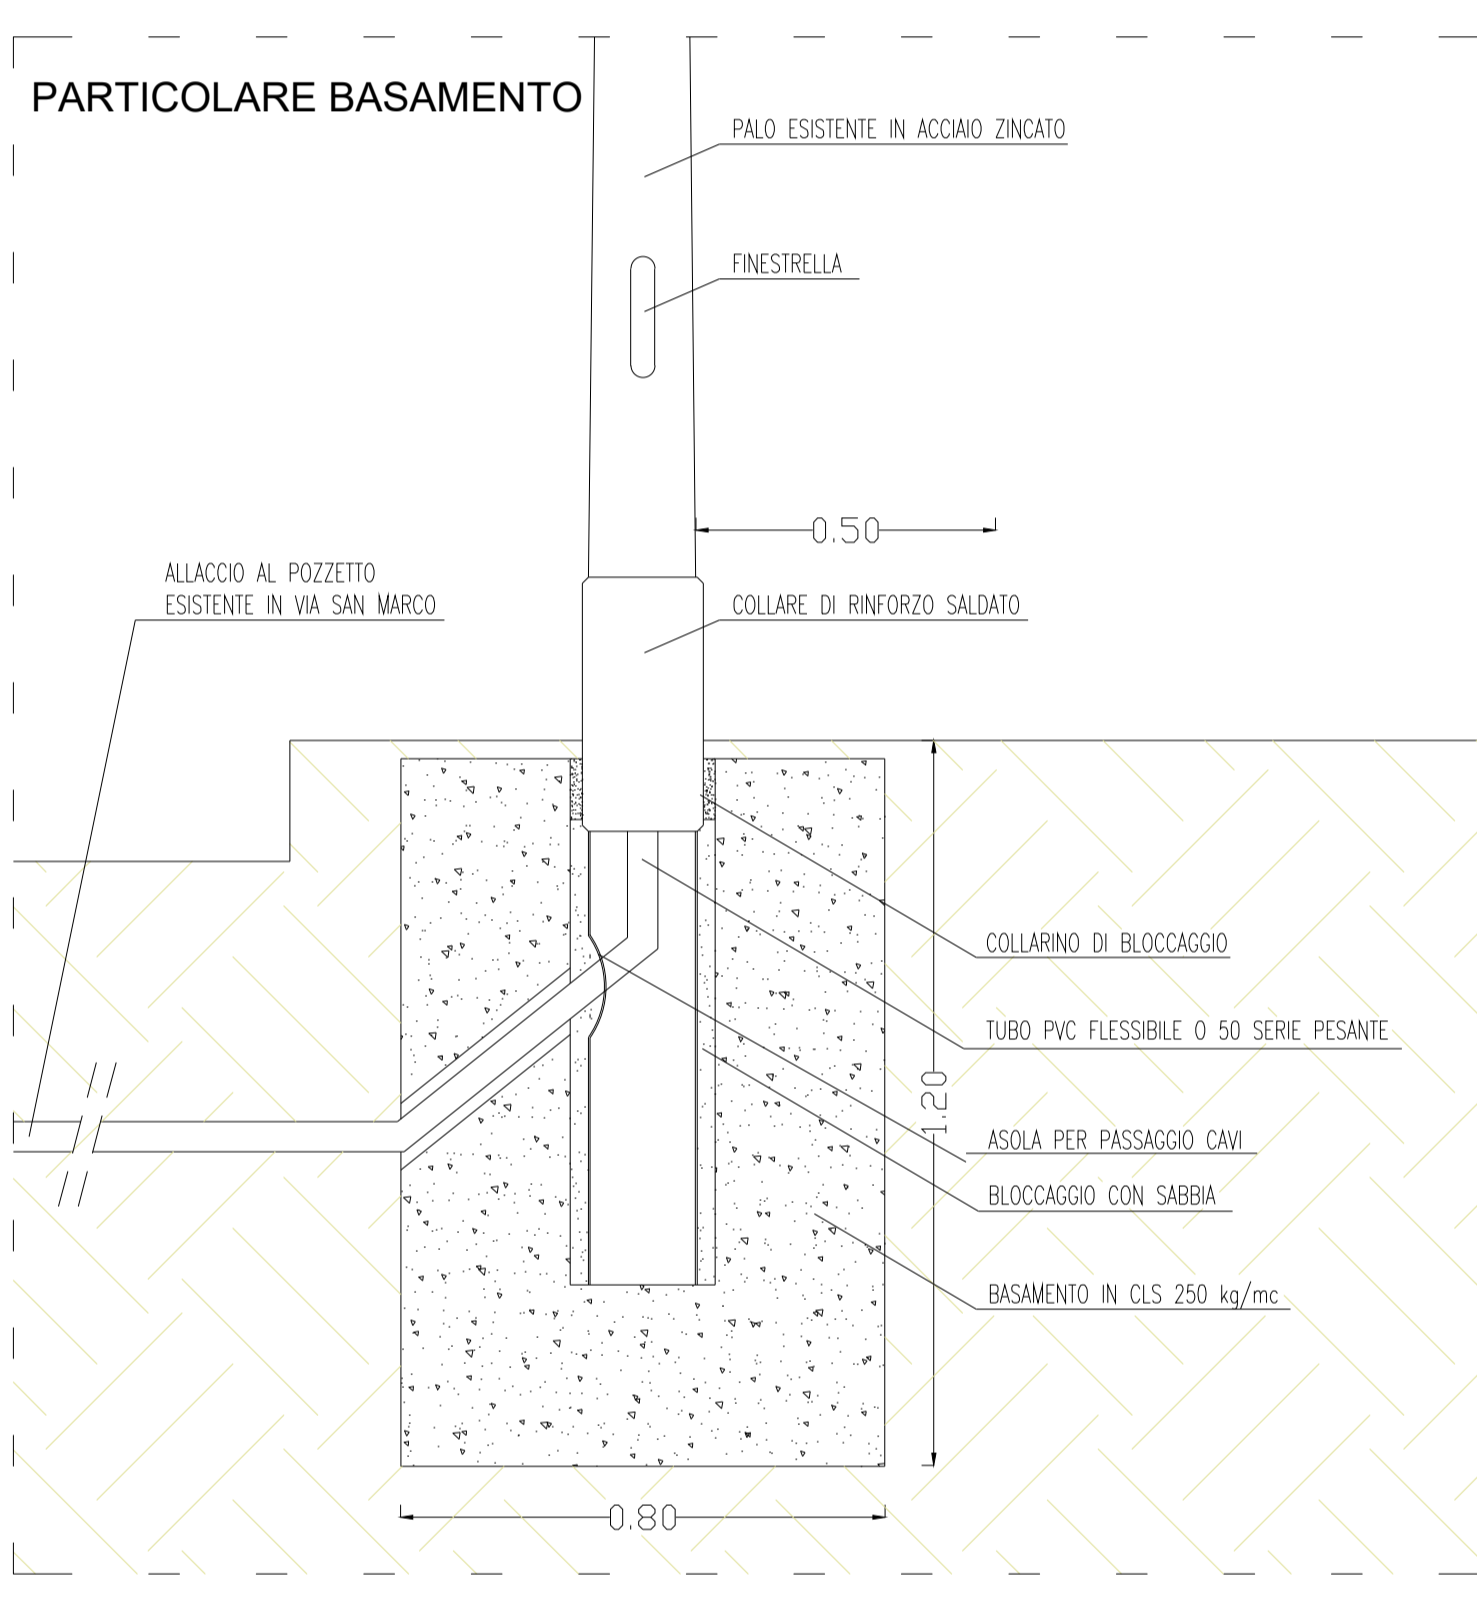 PARTICOLARE BASAMENTO
PALO ESISTENTE IN ACCIAIO ZINCATO
FINESTRELLA
0.50
ALLACCIO AL POZZETTO
ESISTENTE IN VIA SAN MARCO
COLLARE DI RINFORZO SALDATO
COLLARINO DI BLOCCAGGIO
TUBO PVC FLESSIBILE O 50 SERIE PESANTE
1.20
ASOLA PER PASSAGGIO CAVI
BLOCCAGGIO CON SABBIA
BASAMENTO IN CLS 250 kg/mc
0.80